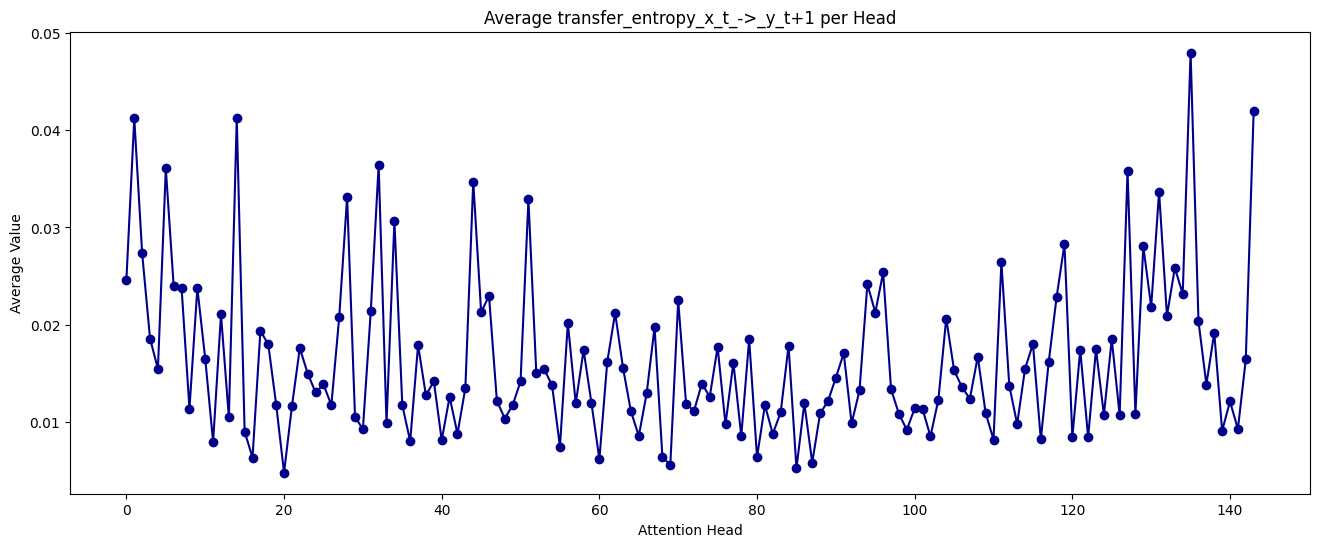 Average transfer_entropy_x_t_->_y_t+1 per Head
0.05
0.04
0.03
0.02
0.01
Average Value
0 20 40 60 80 100 120 140
Attention Head